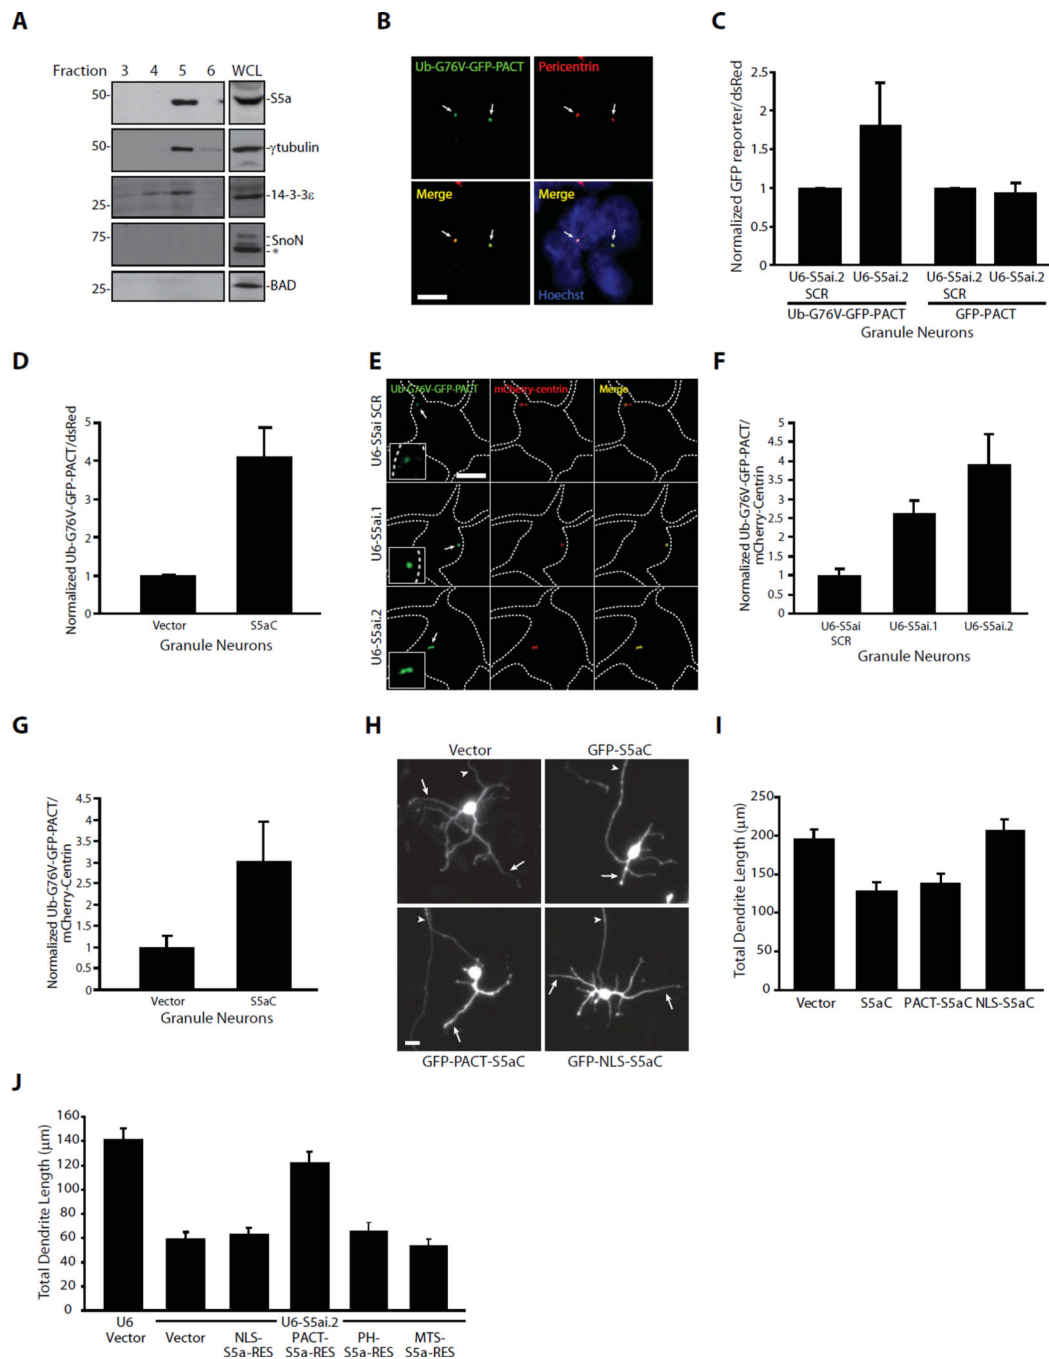 A
Fraction 3 4 5 6 WCL
50- -S5a
50- -γtubulin
-14-3-3ε
25-
75-
SnoN
*
-BAD
25-
B
Ub-G76V-GFP-PACT
Pericentrin
Merge
Merge
Hoechst
C
Normalized GFP reporter/dsRed
2.5
2
1.5
1
0.5
0
U6-S5ai.2 SCR
U6-S5ai.2
U6-S5ai.2 SCR
U6-S5ai.2
Ub-G76V-GFP-PACT
GFP-PACT
Granule Neurons
D
Normalized Ub-G76V-GFP-PACT/dsRed
5
4.5
4
3.5
3
2.5
2
1.5
1
0.5
0
Vector
S5aC
Granule Neurons
E
Ub-G76V-GFP-PACT
mCherry-centrin
Merge
U6-S5ai SCR
U6-S5ai.1
U6-S5ai.2
F
Normalized Ub-G76V-GFP-PACT/
mCherry-Centrin
5
4.5
4
3.5
3
2.5
2
1.5
1
0.5
0
U6-S5ai
SCR
U6-S5ai.1
U6-S5ai.2
Granule Neurons
G
Normalized Ub-G76V-GFP-PACT/
mCherry-Centrin
4.5
4
3.5
3
2.5
2
1.5
1
0.5
0
Vector
S5aC
Granule Neurons
H
Vector
GFP-S5aC
GFP-PACT-S5aC
GFP-NLS-S5aC
I
Total Dendrite Length (μm)
250
200
150
100
50
0
Vector
S5aC
PACT-S5aC
NLS-S5aC
J
Total Dendrite Length (μm)
160
140
120
100
80
60
40
20
0
U6
Vector
U6-S5ai.2
Vector
NLS-
S5a-RES
PACT-
S5a-RES
PH-
S5a-RES
MTS-
S5a-RES